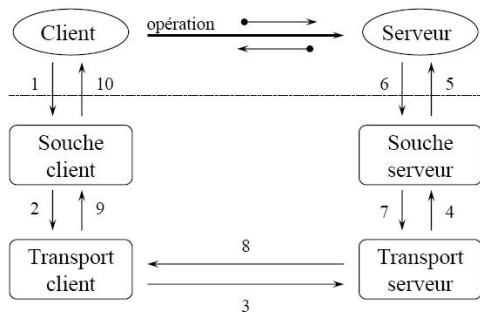 Client
opération
Serveur
1
10
6
5
Souche
client
Souche
serveur
2
9
7
4
8
Transport
client
Transport
serveur
3